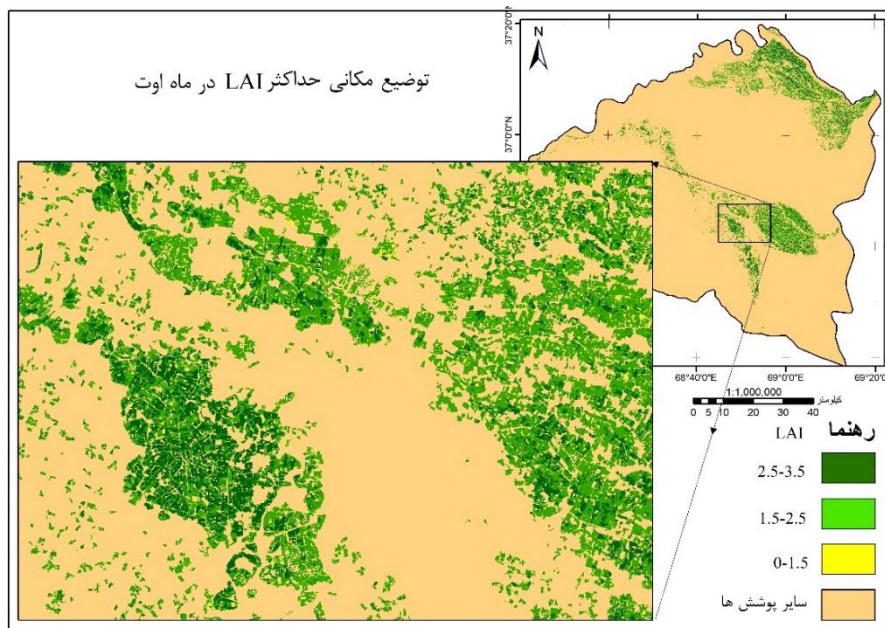 توضیع مکانی حداکثر LAI در ماه اوت
N
37°20'N
37°0'0"N
68°40'0"E
69°0'0"E
69°20'0"E
1:1,000,000
0 5 10 20 30 40
کیلومتر
رهنما
LAI
2.5-3.5
1.5-2.5
0-1.5
سایر پوشش ها